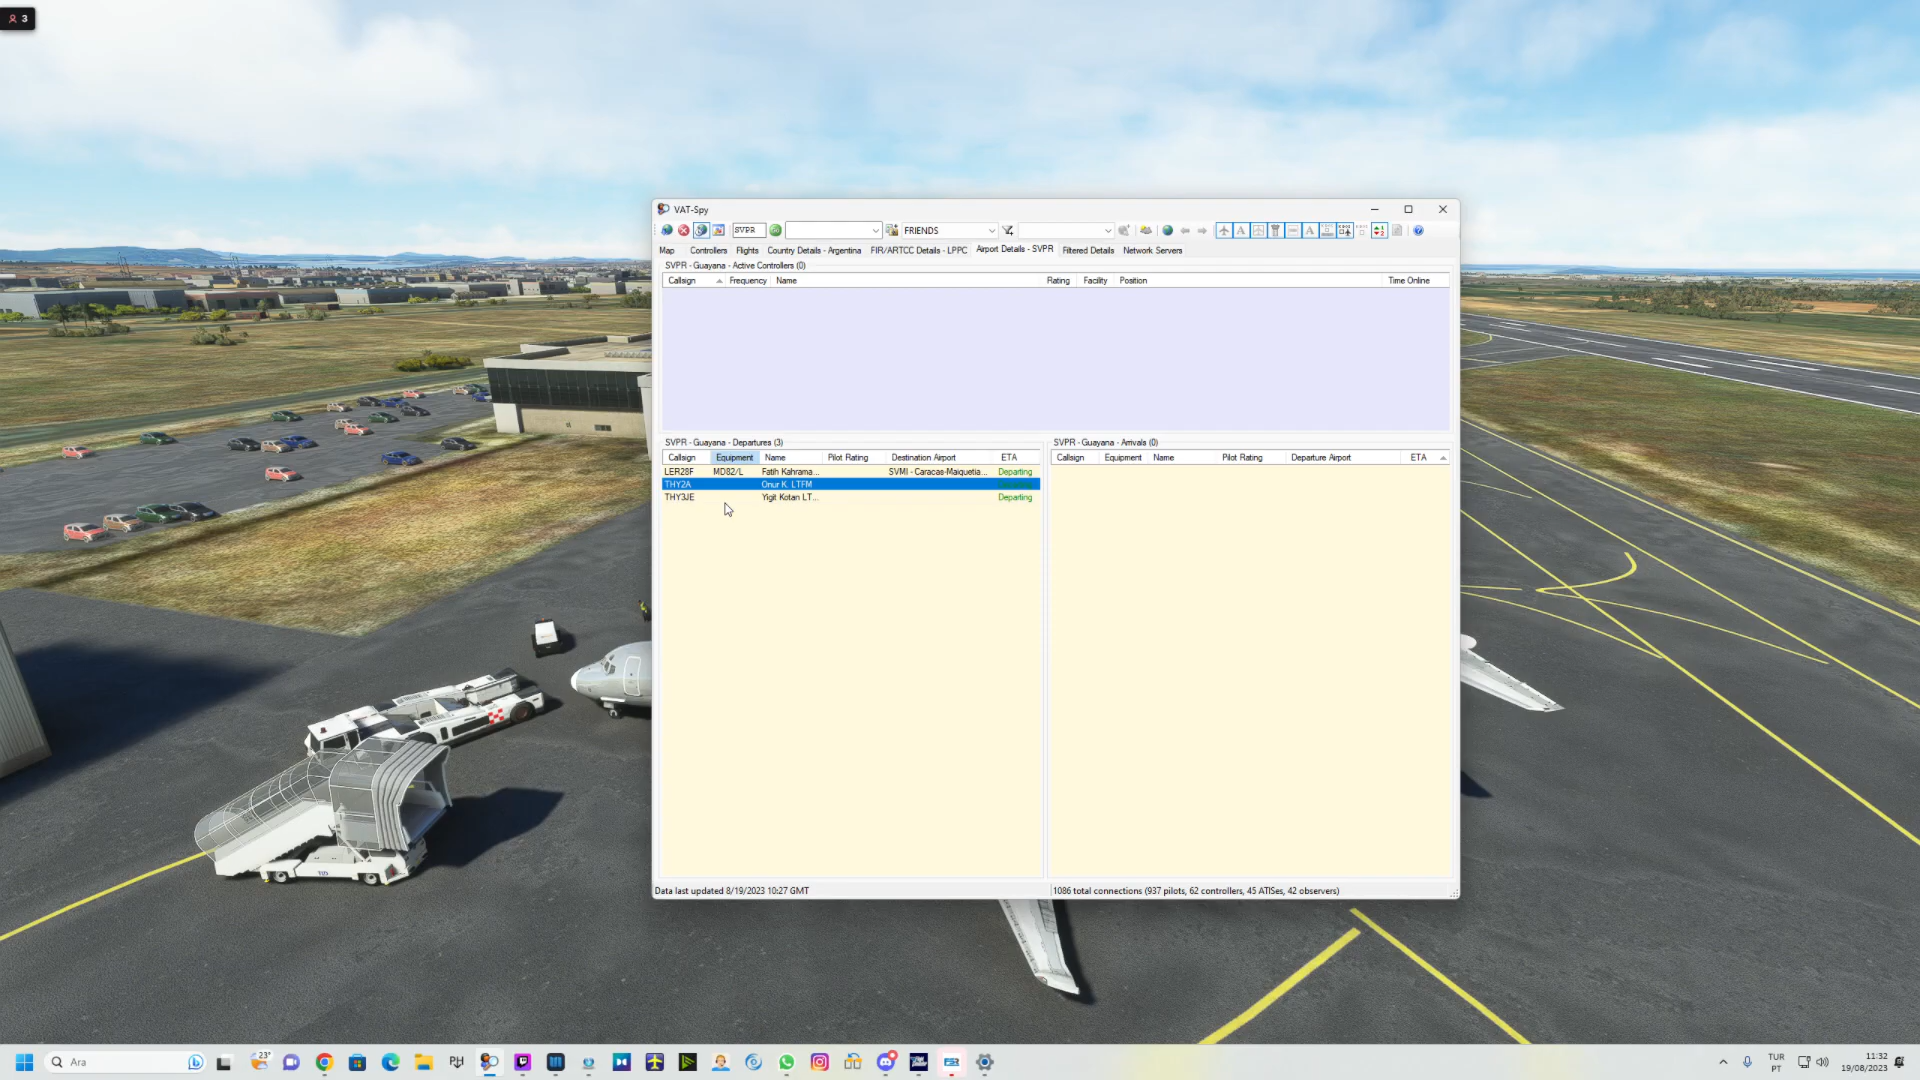 3
VAT-Spy
SVPR
FRIENDS
Map Controllers Flights Country Details - Argentina FIR/ARTCC Details - LPPC Airport Details - SVPR Filtered Details Network Servers
SVPR - Guayana - Active Controllers (0)
Callsign Frequency Name Rating Facility Position Time Online
SVPR - Guayana - Departures (3)
Callsign Equipment Name Pilot Rating Destination Airport ETA
LER28F MD82/L Fatih Kahrama... SVMI - Caracas-Maiquetia... Departing
THY2A Onur K. LTFM Departing
THY3JE Yigit Kotan LT... Departing
SVPR - Guayana - Arrivals (0)
Callsign Equipment Name Pilot Rating Departure Airport ETA
Data last updated 8/19/2023 10:27 GMT
1086 total connections (937 pilots, 62 controllers, 45 ATISes, 42 observers)
Ara
23°
TUR
PT
11:32
19/08/2023